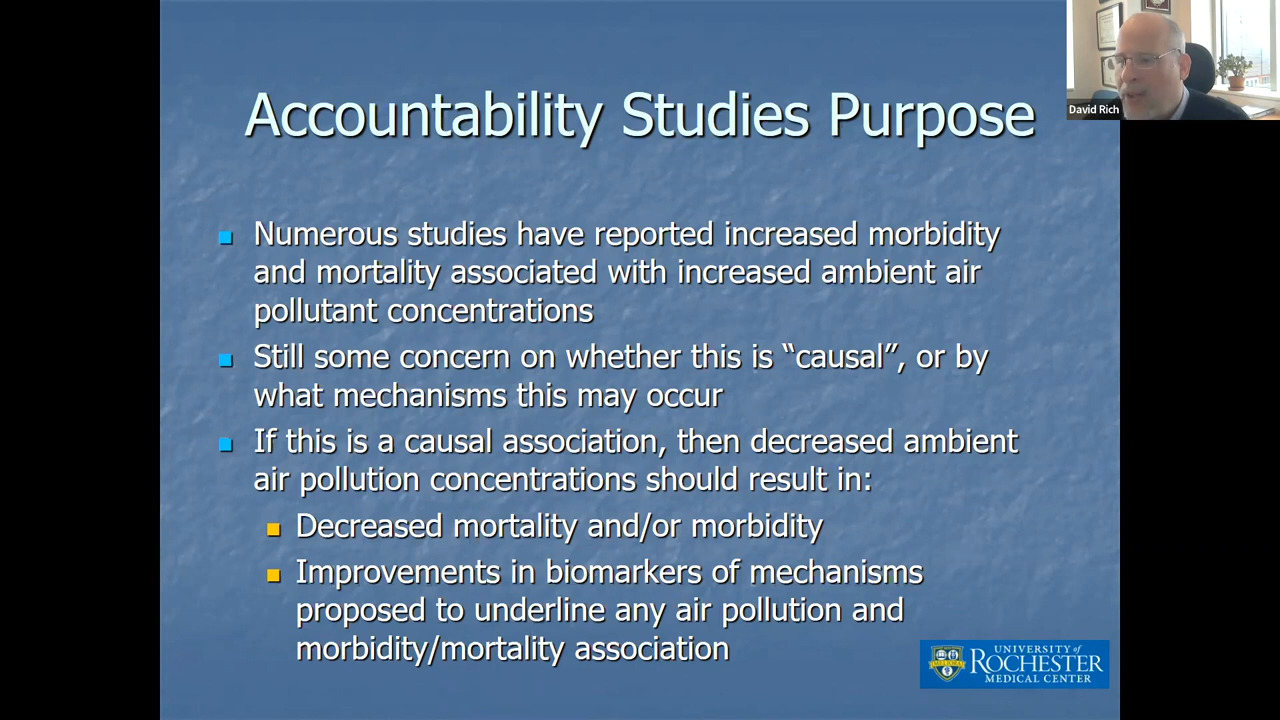 Accountability Studies Purpose
David Rich
Numerous studies have reported increased morbidity
and mortality associated with increased ambient air
pollutant concentrations
Still some concern on whether this is “causal”, or by
what mechanisms this may occur
If this is a causal association, then decreased ambient
air pollution concentrations should result in:
Decreased mortality and/or morbidity
Improvements in biomarkers of mechanisms
proposed to underline any air pollution and
morbidity/mortality association
UNIVERSITY of
ROCHESTER
MEDICAL CENTER